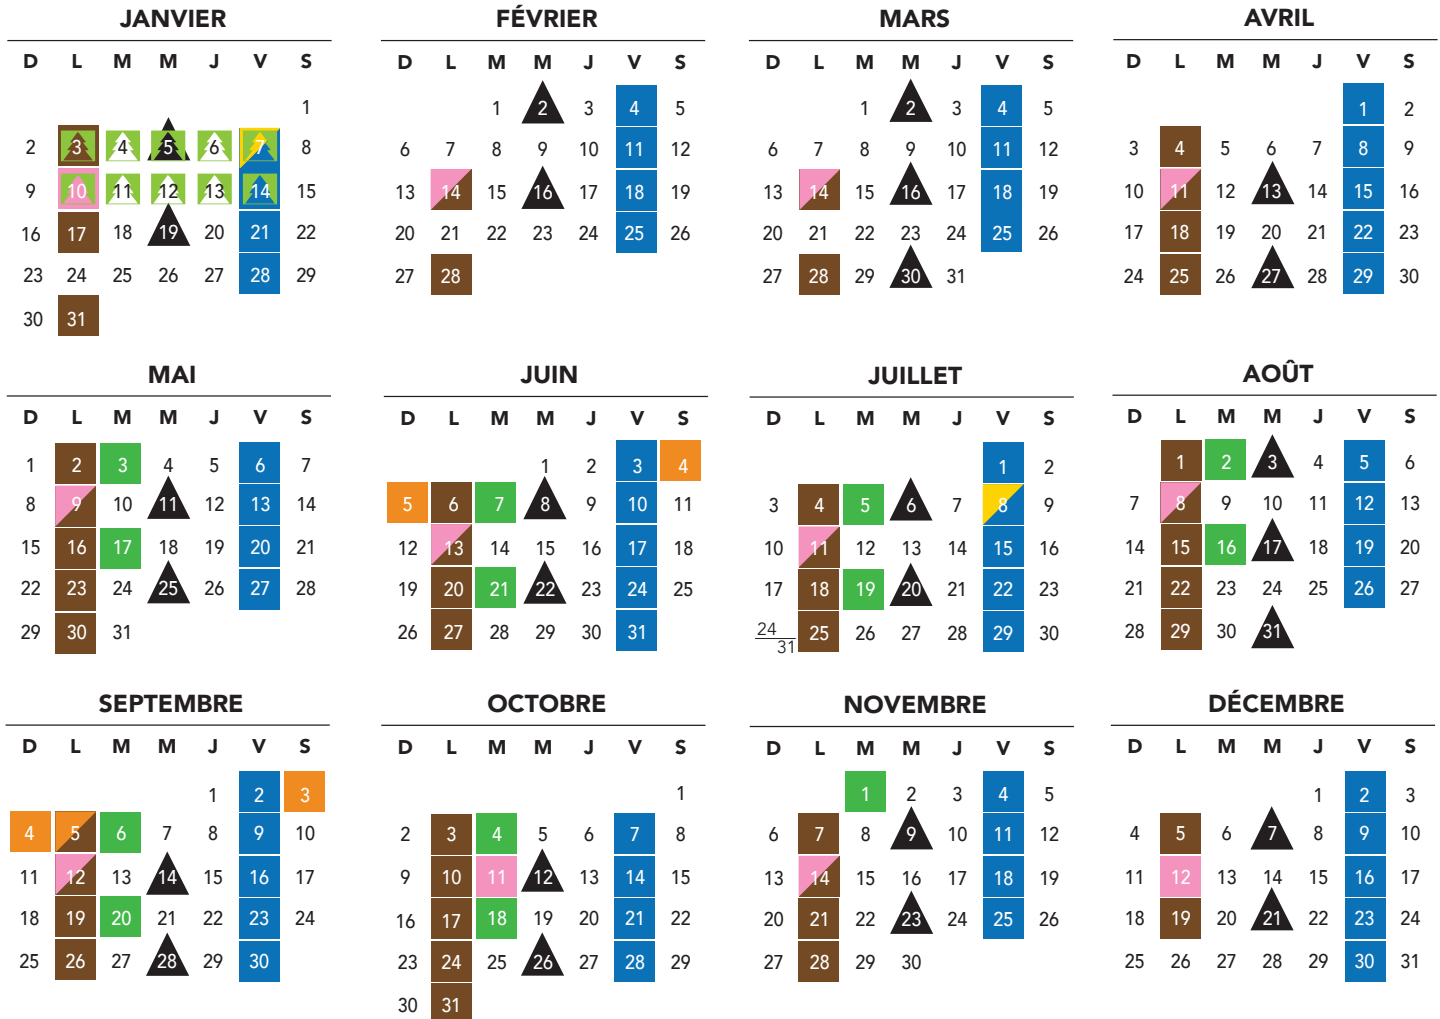 JANVIER
D L M M J V S
1
2 3 4 5 6 7 8
9 10 11 12 13 14 15
16 17 18 19 20 21 22
23 24 25 26 27 28 29
30 31
FÉVRIER
D L M M J V S
1 2 3 4 5
6 7 8 9 10 11 12
13 14 15 16 17 18 19
20 21 22 23 24 25 26
27 28
MARS
D L M M J V S
1 2 3 4 5
6 7 8 9 10 11 12
13 14 15 16 17 18 19
20 21 22 23 24 25 26
27 28 29 30 31
AVRIL
D L M M J V S
1 2
3 4 5 6 7 8 9
10 11 12 13 14 15 16
17 18 19 20 21 22 23
24 25 26 27 28 29 30
MAI
D L M M J V S
1 2 3 4 5 6 7
8 9 10 11 12 13 14
15 16 17 18 19 20 21
22 23 24 25 26 27 28
29 30 31
JUIN
D L M M J V S
1 2 3 4
5 6 7 8 9 10 11
12 13 14 15 16 17 18
19 20 21 22 23 24 25
26 27 28 29 30 31
JUILLET
D L M M J V S
1 2
3 4 5 6 7 8 9
10 11 12 13 14 15 16
17 18 19 20 21 22 23
24 31 25 26 27 28 29 30
AOÛT
D L M M J V S
1 2 3 4 5 6
7 8 9 10 11 12 13
14 15 16 17 18 19 20
21 22 23 24 25 26 27
28 29 30 31
SEPTEMBRE
D L M M J V S
1 2 3
4 5 6 7 8 9 10
11 12 13 14 15 16 17
18 19 20 21 22 23 24
25 26 27 28 29 30
OCTOBRE
D L M M J V S
1
2 3 4 5 6 7 8
9 10 11 12 13 14 15
16 17 18 19 20 21 22
23 24 25 26 27 28 29
30 31
NOVEMBRE
D L M M J V S
1 2 3 4 5
6 7 8 9 10 11 12
13 14 15 16 17 18 19
20 21 22 23 24 25 26
27 28 29 30
DÉCEMBRE
D L M M J V S
1 2 3
4 5 6 7 8 9 10
11 12 13 14 15 16 17
18 19 20 21 22 23 24
25 26 27 28 29 30 31